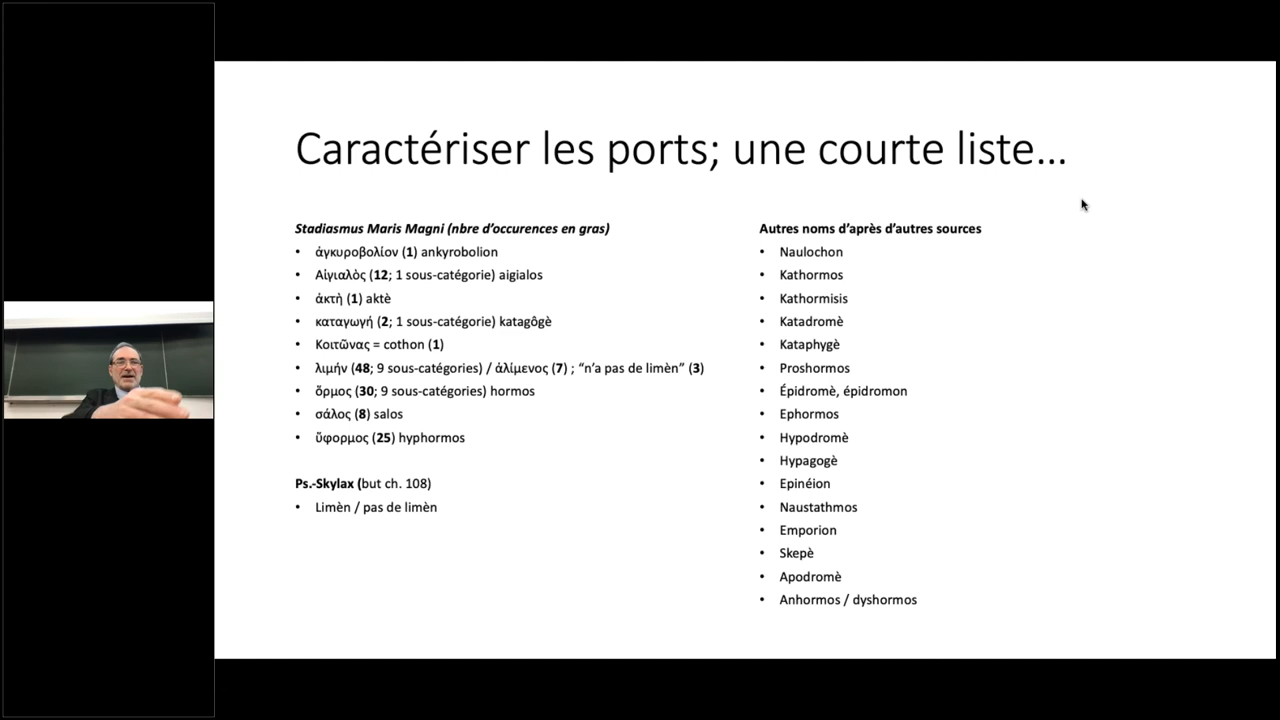 Caractériser les ports; une courte liste…
Stadiasmus Maris Magni (nbre d’occurences en gras)
• ἀγκυροβολίον (1) ankyrobolion
• Αἰγιαλὸς (12; 1 sous-catégorie) aigialos
• ἀκτὴ (1) aktè
• καταγωγή (2; 1 sous-catégorie) katagôgè
• Κοιτῶνας = cothon (1)
• λιμήν (48; 9 sous-catégories) / ἀλίμενος (7) ; “n’a pas de limèn” (3)
• ὅρμος (30; 9 sous-catégories) hormos
• σάλος (8) salos
• ὕφορμος (25) hyphormos
Ps.-Skylax (but ch. 108)
• Limèn / pas de limèn
Autres noms d’après d’autres sources
• Naulochon
• Kathormos
• Kathormisis
• Katadromè
• Kataphygè
• Proshormos
• Épidromè, épidromon
• Ephormos
• Hypodromè
• Hypagogè
• Epinéion
• Naustathmos
• Emporion
• Skepè
• Apodromè
• Anhormos / dyshormos